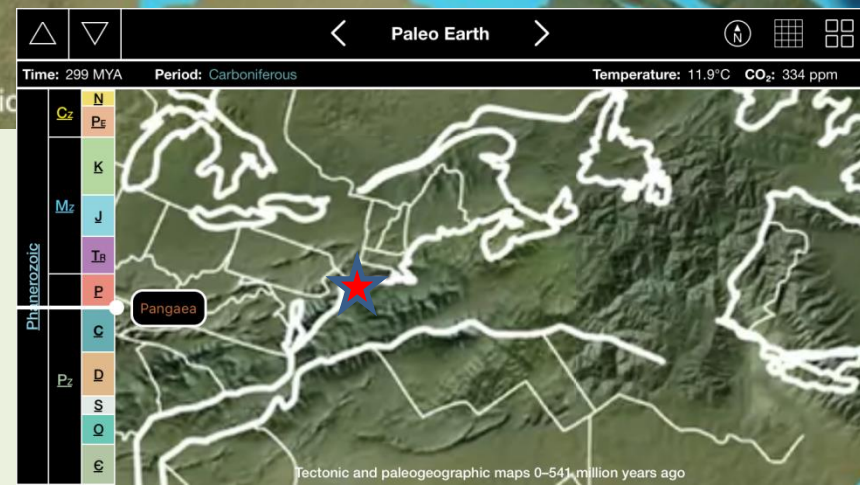 Paleo Earth
N
Time: 299 MYA Period: Carboniferous Temperature: 11.9°C CO₂: 334 ppm
ic
Phanerozoic
Cz
Mz
Pz
N
PE
K
J
TR
P
C
D
S
O
Є
Pangaea
Tectonic and paleogeographic maps 0–541 million years ago